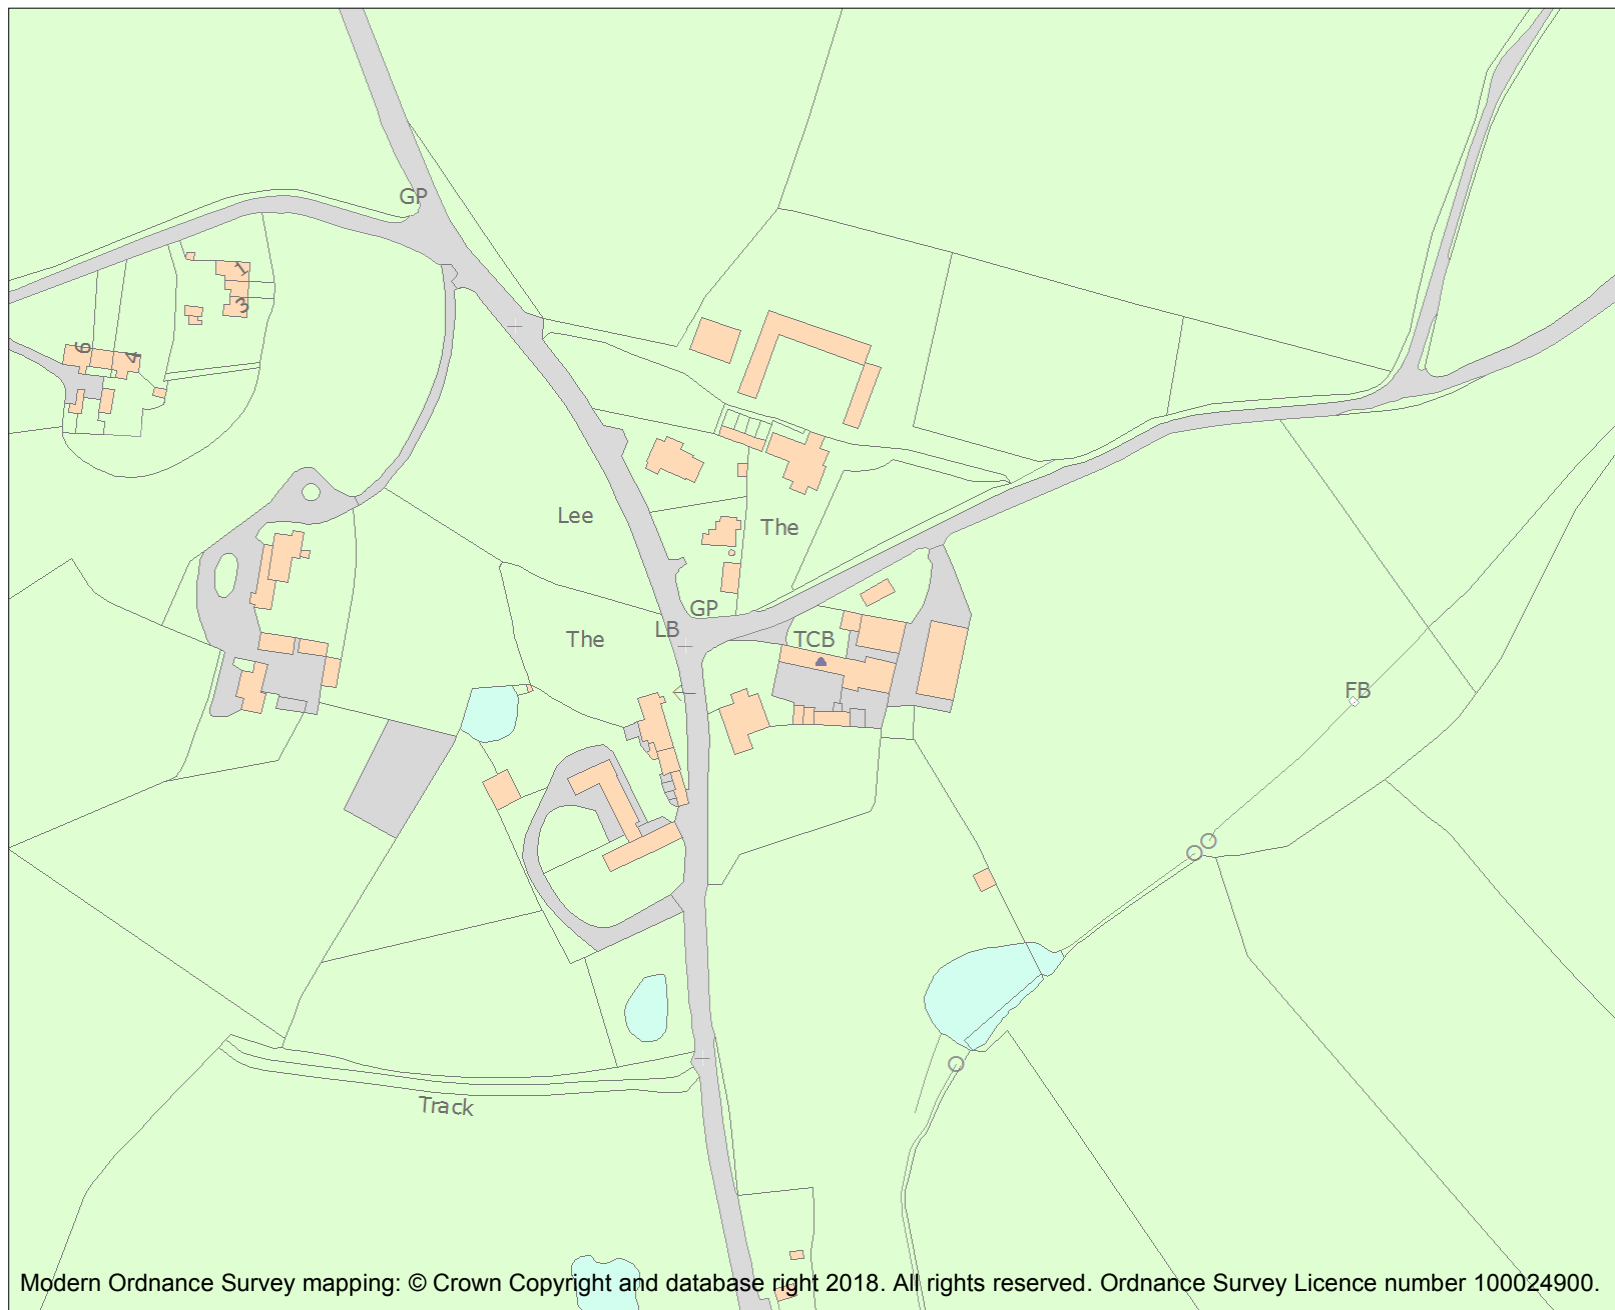 GP
1
3
6
4
Lee
The
GP
LB
The
TCB
FB
Track
Modern Ordnance Survey mapping: © Crown Copyright and database right 2018. All rights reserved. Ordnance Survey Licence number 100024900.